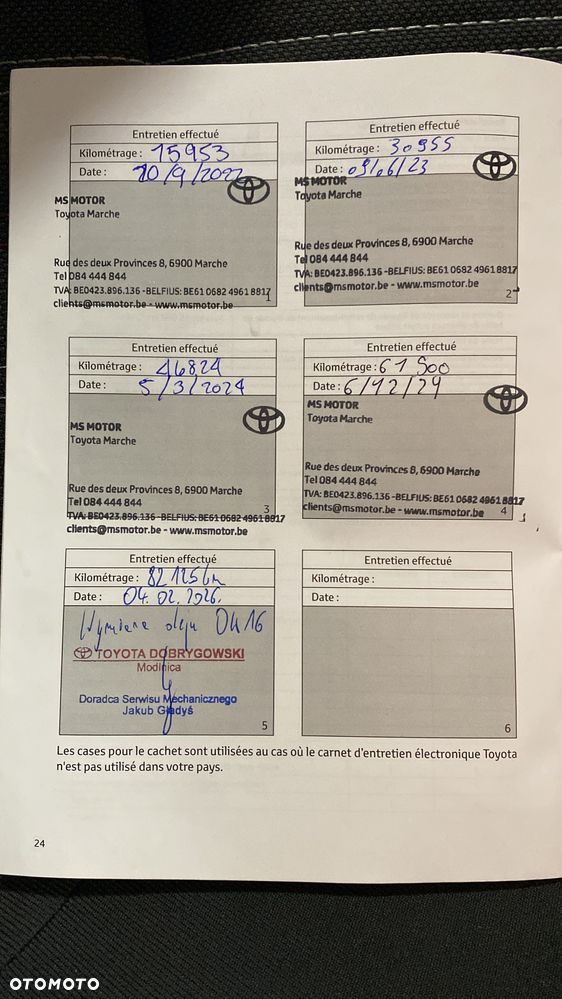 Entretien effectué
Kilométrage : 15953
Date : 20/9/2022
MS MOTOR
Toyota Marche
Rue des deux Provinces 8, 6900 Marche
Tel 084 444 844
TVA: BE0423.896.136 -BELFIUS: BE61 0682 4961 8817
clients@msmotor.be - www.msmotor.be
1
Entretien effectué
Kilométrage : 30955
Date : 09/06/23
MS MOTOR
Toyota Marche
Rue des deux Provinces 8, 6900 Marche
Tel 084 444 844
TVA: BE0423.896.136 -BELFIUS: BE61 0682 4961 8817
clients@msmotor.be - www.msmotor.be
2
Entretien effectué
Kilométrage : 46824
Date : 5/3/2024
MS MOTOR
Toyota Marche
Rue des deux Provinces 8, 6900 Marche
Tel 084 444 844
3
TVA: BE0423.896.136 -BELFIUS: BE61 0682 4961 8817
clients@msmotor.be - www.msmotor.be
Entretien effectué
Kilométrage : 61 500
Date : 6/12/24
MS MOTOR
Toyota Marche
Rue des deux Provinces 8, 6900 Marche
Tel 084 444 844
TVA: BE0423.896.136 -BELFIUS: BE61 0682 4961 8817
clients@msmotor.be - www.msmotor.be
4
Entretien effectué
Kilométrage : 82125km
Date : 04.02.2026.
Wymiana oleju 0W16
TOYOTA DOBRYGOWSKI
Modlnica
Doradca Serwisu Mechanicznego
Jakub Gładyś
5
Entretien effectué
Kilométrage :
Date :
6
Les cases pour le cachet sont utilisées au cas où le carnet d'entretien électronique Toyota
n'est pas utilisé dans votre pays.
24
OTOMOTO